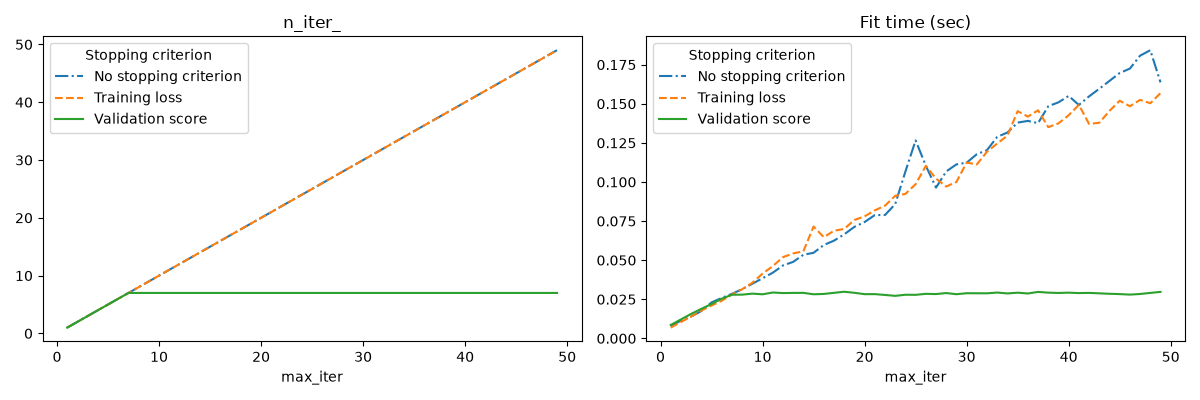 n_iter_
Stopping criterion
No stopping criterion
Training loss
Validation score
50
40
30
20
10
0
0 10 20 30 40 50
max_iter
Fit time (sec)
Stopping criterion
No stopping criterion
Training loss
Validation score
0.175
0.150
0.125
0.100
0.075
0.050
0.025
0.000
0 10 20 30 40 50
max_iter